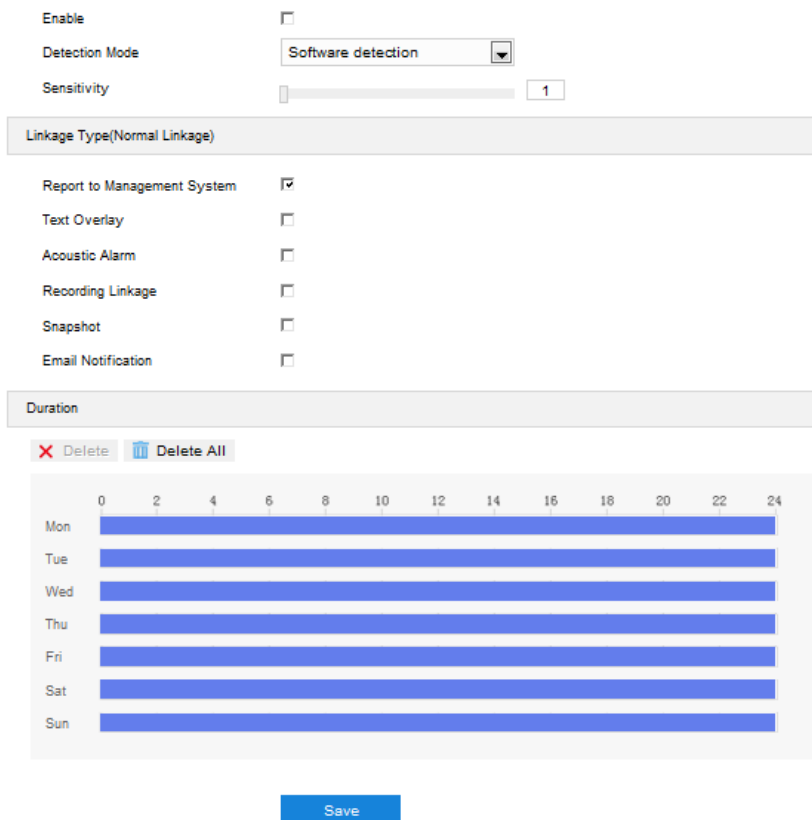 Enable
Detection Mode Software detection
Sensitivity 1
Linkage Type(Normal Linkage)
Report to Management System
Text Overlay
Acoustic Alarm
Recording Linkage
Snapshot
Email Notification
Duration
Delete Delete All
0 2 4 6 8 10 12 14 16 18 20 22 24
Mon
Tue
Wed
Thu
Fri
Sat
Sun
Save